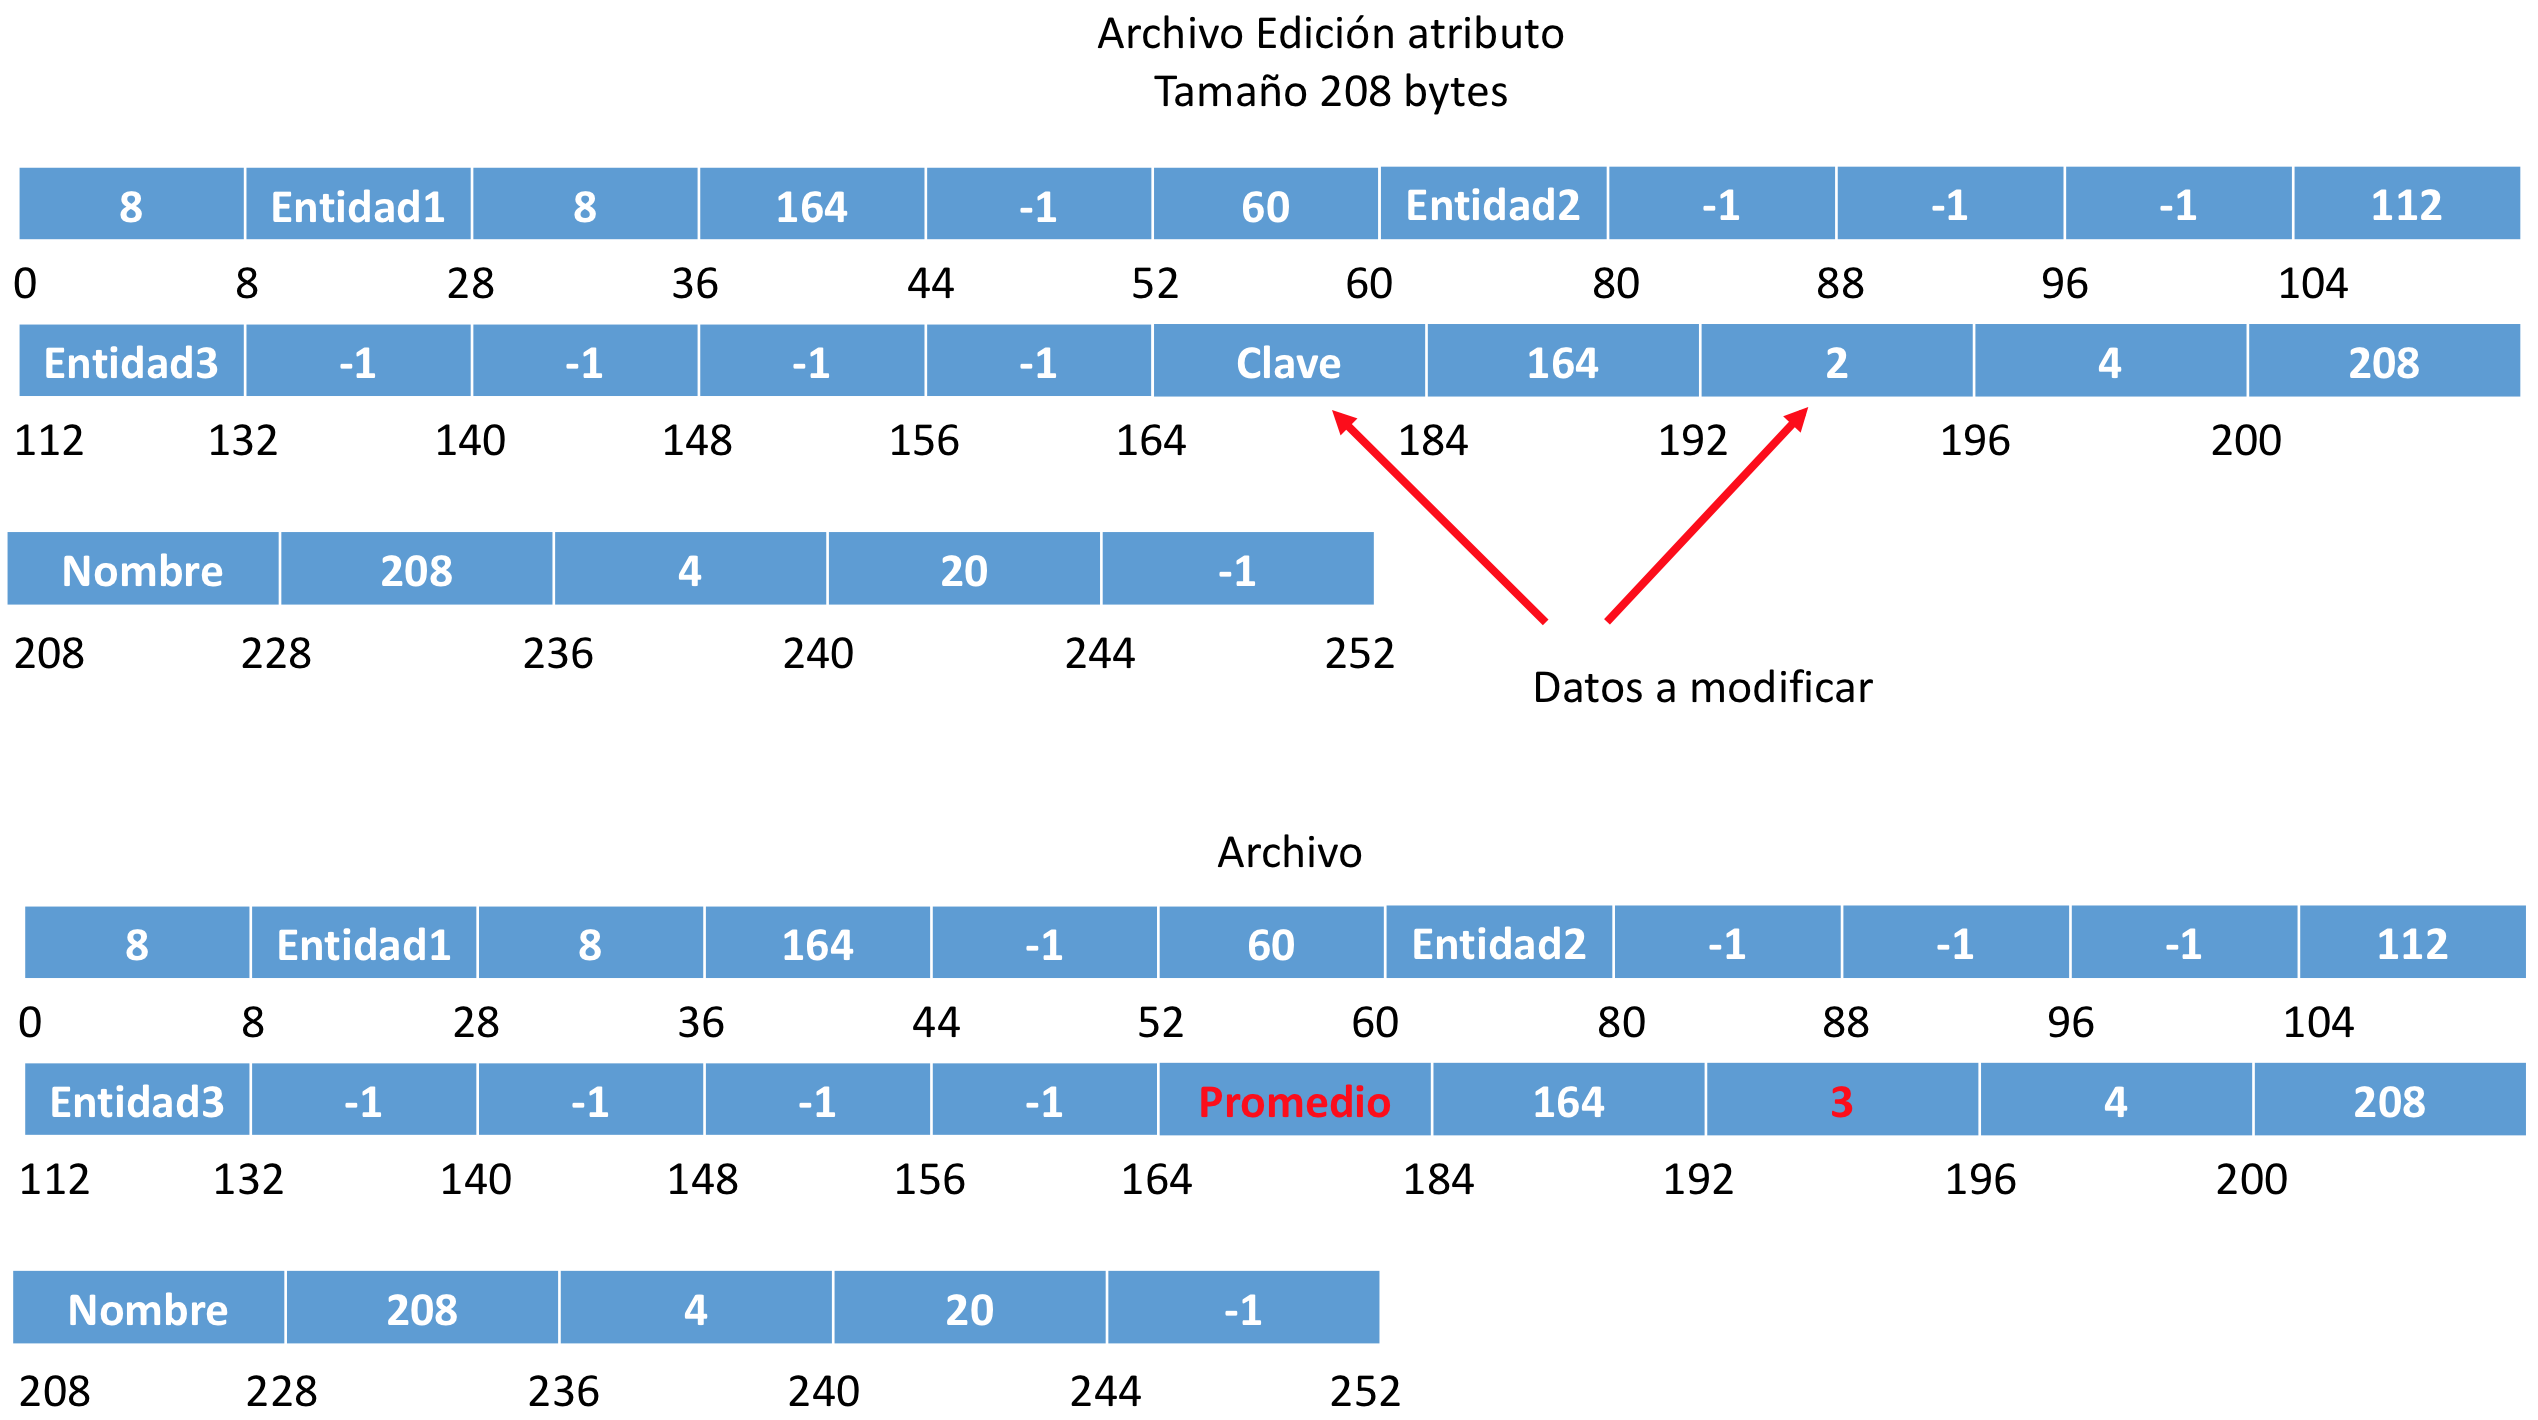 Archivo Edición atributo
Tamaño 208 bytes
8 Entidad1 8 164 -1 60 Entidad2 -1 -1 -1 112
0 8 28 36 44 52 60 80 88 96 104
Entidad3 -1 -1 -1 -1 Clave 164 2 4 208
112 132 140 148 156 164 184 192 196 200
Nombre 208 4 20 -1
208 228 236 240 244 252
Datos a modificar
Archivo
8 Entidad1 8 164 -1 60 Entidad2 -1 -1 -1 112
0 8 28 36 44 52 60 80 88 96 104
Entidad3 -1 -1 -1 -1 Promedio 164 3 4 208
112 132 140 148 156 164 184 192 196 200
Nombre 208 4 20 -1
208 228 236 240 244 252